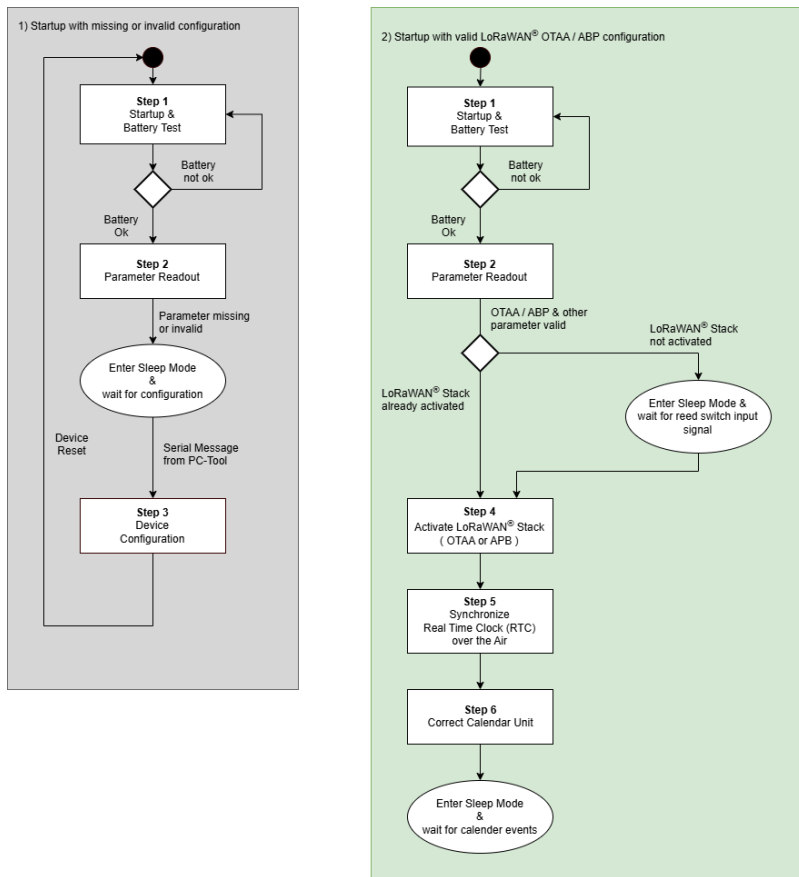 1) Startup with missing or invalid configuration
Step 1
Startup &
Battery Test
Battery
not ok
Battery
Ok
Step 2
Parameter Readout
Parameter missing
or invalid
Enter Sleep Mode
&
wait for configuration
Device
Reset
Serial Message
from PC-Tool
Step 3
Device
Configuration
2) Startup with valid LoRaWAN® OTAA / ABP configuration
Step 1
Startup &
Battery Test
Battery
not ok
Battery
Ok
Step 2
Parameter Readout
OTAA / ABP & other
parameter valid
LoRaWAN® Stack
not activated
LoRaWAN® Stack
already activated
Enter Sleep Mode &
wait for reed switch input
signal
Step 4
Activate LoRaWAN® Stack
( OTAA or APB )
Step 5
Synchronize
Real Time Clock (RTC)
over the Air
Step 6
Correct Calendar Unit
Enter Sleep Mode
&
wait for calender events